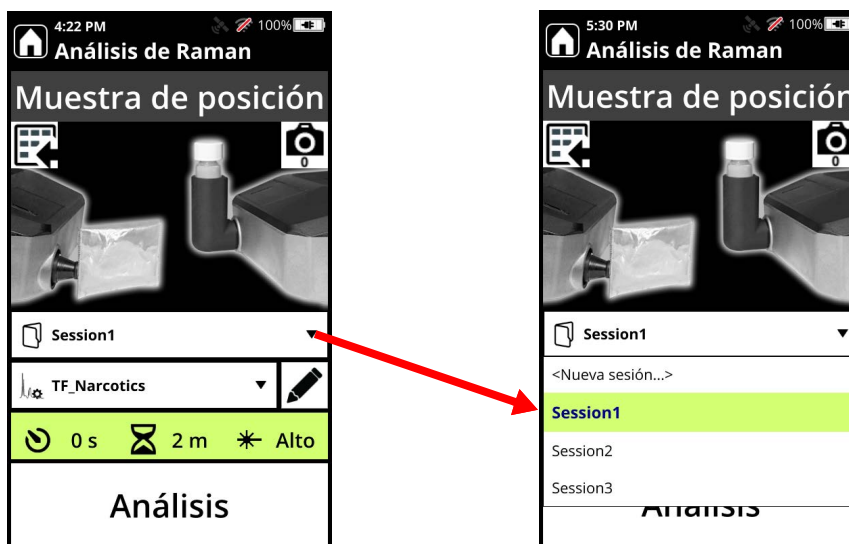 4:22 PM
100%
Análisis de Raman
Muestra de posición
0
Session1
TF_Narcotics
0 s
2 m
Alto
Análisis
5:30 PM
100%
Análisis de Raman
Muestra de posición
0
Session1
<Nueva sesión...>
Session1
Session2
Session3
Análisis